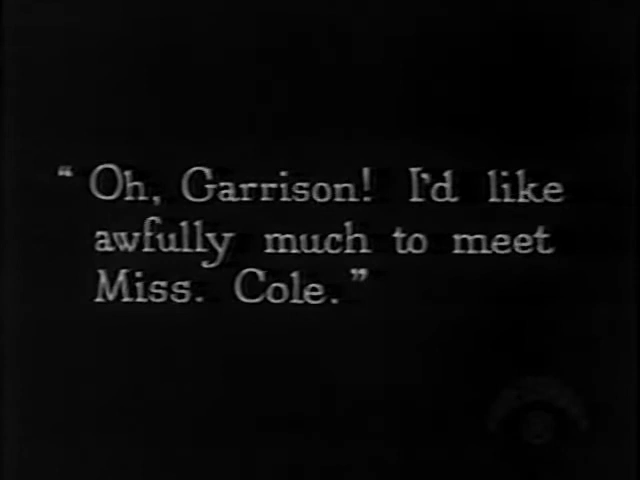 “ Oh, Garrison! I'd like
awfully much to meet
Miss. Cole.”